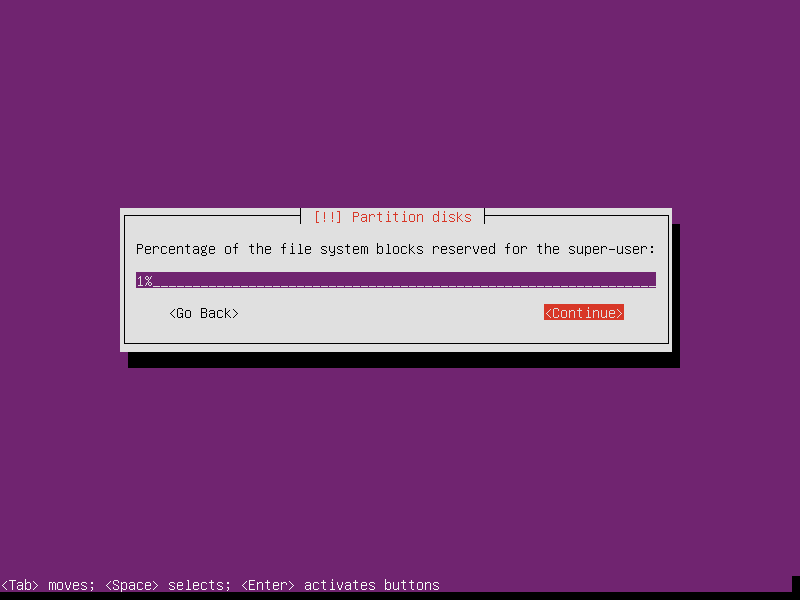 [!!] Partition disks
Percentage of the file system blocks reserved for the super-user:
1%
<Go Back> <Continue>
<Tab> moves; <Space> selects; <Enter> activates buttons